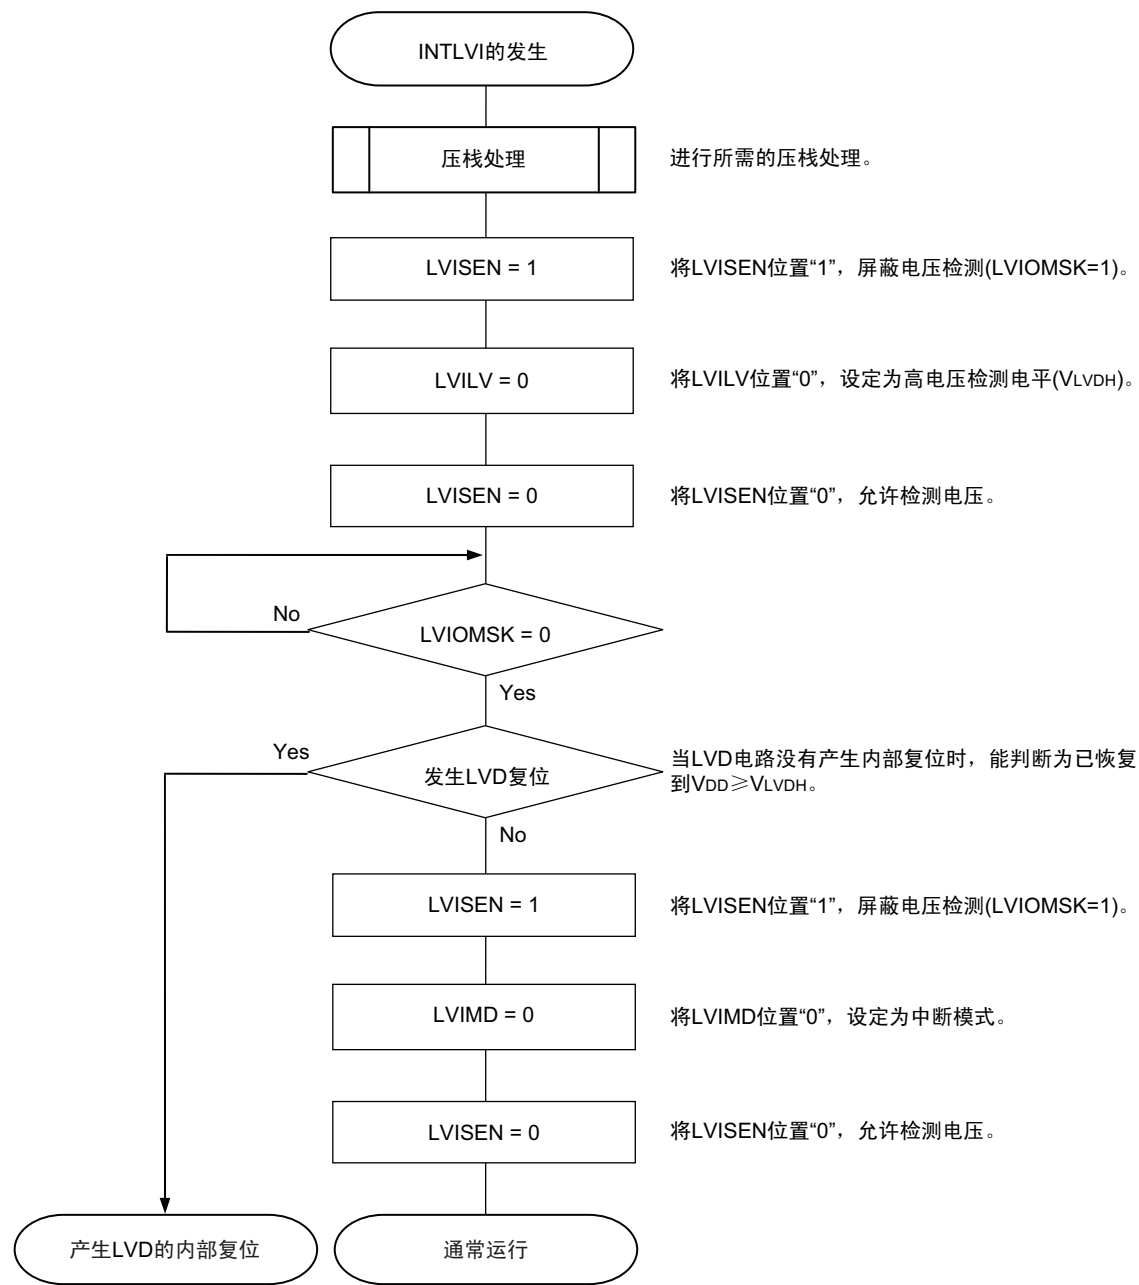 INTLVI的发生
压栈处理
进行所需的压栈处理。
LVISEN = 1
将LVISEN位置“1”，屏蔽电压检测(LVIOMSK=1)。
LVILV = 0
将LVILV位置“0”，设定为高电压检测电平(VLVDH)。
LVISEN = 0
将LVISEN位置“0”，允许检测电压。
No
LVIOMSK = 0
Yes
Yes
发生LVD复位
当LVD电路没有产生内部复位时，能判断为已恢复
到VDD≥VLVDH。
No
LVISEN = 1
将LVISEN位置“1”，屏蔽电压检测(LVIOMSK=1)。
LVIMD = 0
将LVIMD位置“0”，设定为中断模式。
LVISEN = 0
将LVISEN位置“0”，允许检测电压。
产生LVD的内部复位
通常运行